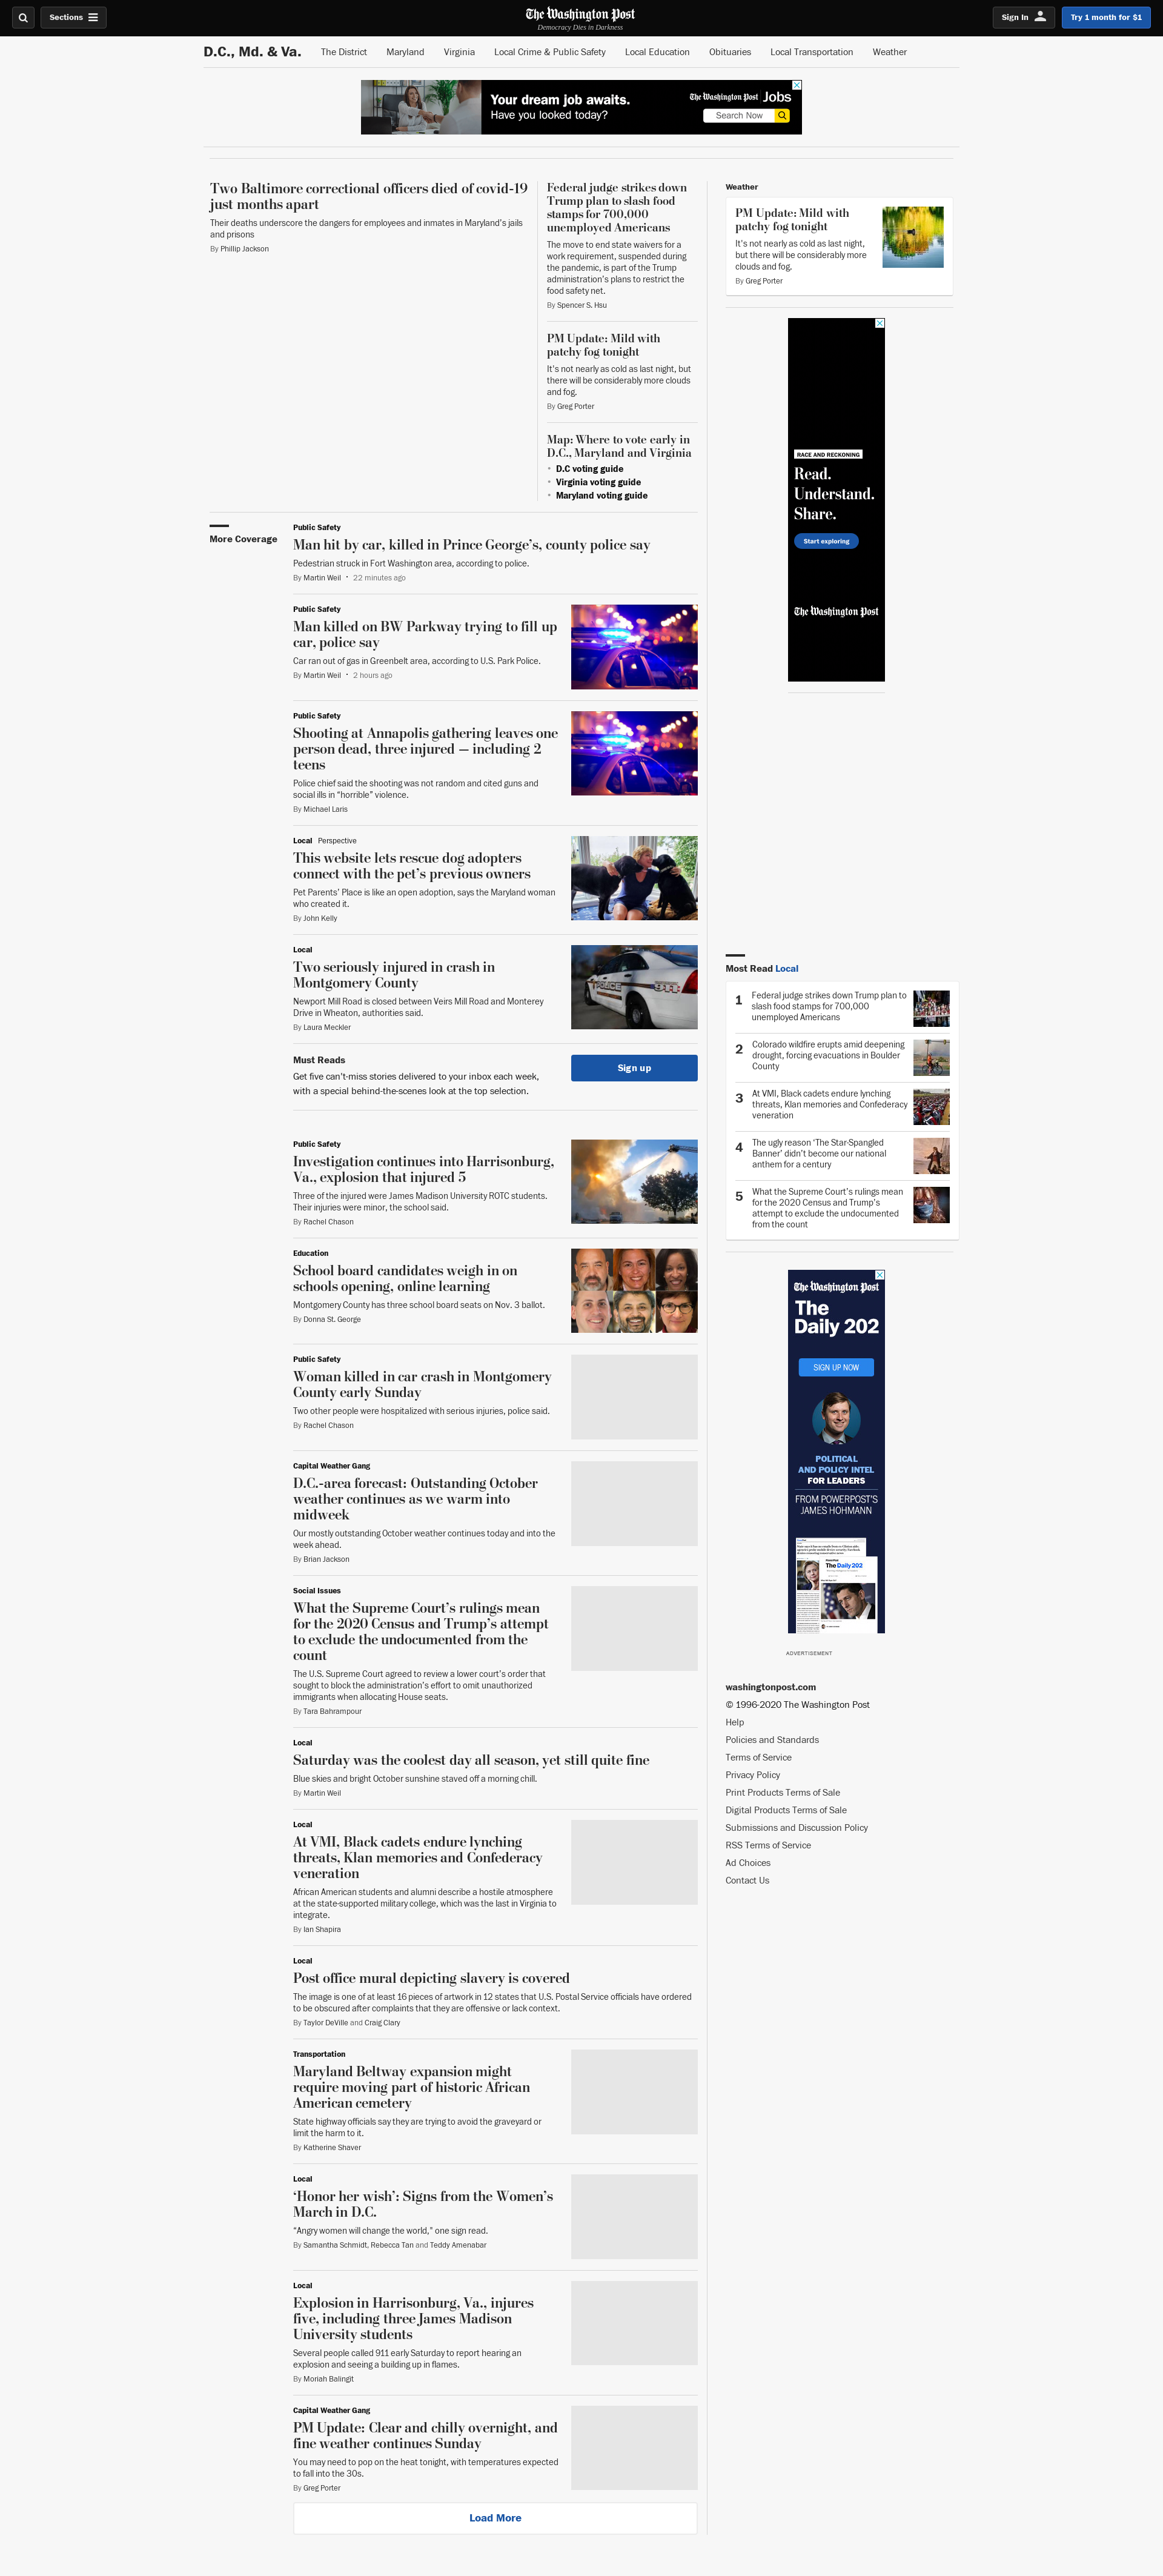 Sections
The Washington Post
Democracy Dies in Darkness
Sign In
Try 1 month for $1
D.C., Md. & Va.
The District
Maryland
Virginia
Local Crime & Public Safety
Local Education
Obituaries
Local Transportation
Weather
Your dream job awaits.
Have you looked today?
The Washington Post Jobs
Search Now
Two Baltimore correctional officers died of covid-19
just months apart
Their deaths underscore the dangers for employees and inmates in Maryland's jails
and prisons
By Phillip Jackson
Federal judge strikes down
Trump plan to slash food
stamps for 700,000
unemployed Americans
The move to end state waivers for a
work requirement, suspended during
the pandemic, is part of the Trump
administration's plans to restrict the
food safety net.
By Spencer S. Hsu
PM Update: Mild with
patchy fog tonight
It's not nearly as cold as last night, but
there will be considerably more clouds
and fog.
By Greg Porter
Map: Where to vote early in
D.C., Maryland and Virginia
• D.C voting guide
• Virginia voting guide
• Maryland voting guide
Weather
PM Update: Mild with
patchy fog tonight
It's not nearly as cold as last night,
but there will be considerably more
clouds and fog.
By Greg Porter
RACE AND RECKONING
Read.
Understand.
Share.
Start exploring
The Washington Post
More Coverage
Public Safety
Man hit by car, killed in Prince George's, county police say
Pedestrian struck in Fort Washington area, according to police.
By Martin Weil • 22 minutes ago
Public Safety
Man killed on BW Parkway trying to fill up
car, police say
Car ran out of gas in Greenbelt area, according to U.S. Park Police.
By Martin Weil • 2 hours ago
Public Safety
Shooting at Annapolis gathering leaves one
person dead, three injured — including 2
teens
Police chief said the shooting was not random and cited guns and
social ills in “horrible” violence.
By Michael Laris
Local Perspective
This website lets rescue dog adopters
connect with the pet's previous owners
Pet Parents' Place is like an open adoption, says the Maryland woman
who created it.
By John Kelly
Local
Two seriously injured in crash in
Montgomery County
Newport Mill Road is closed between Veirs Mill Road and Monterey
Drive in Wheaton, authorities said.
By Laura Meckler
POLICE
Must Reads
Get five can't-miss stories delivered to your inbox each week,
with a special behind-the-scenes look at the top selection.
Sign up
Public Safety
Investigation continues into Harrisonburg,
Va., explosion that injured 5
Three of the injured were James Madison University ROTC students.
Their injuries were minor, the school said.
By Rachel Chason
Education
School board candidates weigh in on
schools opening, online learning
Montgomery County has three school board seats on Nov. 3 ballot.
By Donna St. George
Public Safety
Woman killed in car crash in Montgomery
County early Sunday
Two other people were hospitalized with serious injuries, police said.
By Rachel Chason
Capital Weather Gang
D.C.-area forecast: Outstanding October
weather continues as we warm into
midweek
Our mostly outstanding October weather continues today and into the
week ahead.
By Brian Jackson
Social Issues
What the Supreme Court's rulings mean
for the 2020 Census and Trump's attempt
to exclude the undocumented from the
count
The U.S. Supreme Court agreed to review a lower court's order that
sought to block the administration's effort to omit unauthorized
immigrants when allocating House seats.
By Tara Bahrampour
Local
Saturday was the coolest day all season, yet still quite fine
Blue skies and bright October sunshine staved off a morning chill.
By Martin Weil
Local
At VMI, Black cadets endure lynching
threats, Klan memories and Confederacy
veneration
African American students and alumni describe a hostile atmosphere
at the state-supported military college, which was the last in Virginia to
integrate.
By Ian Shapira
Local
Post office mural depicting slavery is covered
The image is one of at least 16 pieces of artwork in 12 states that U.S. Postal Service officials have ordered
to be obscured after complaints that they are offensive or lack context.
By Taylor DeVille and Craig Clary
Transportation
Maryland Beltway expansion might
require moving part of historic African
American cemetery
State highway officials say they are trying to avoid the graveyard or
limit the harm to it.
By Katherine Shaver
Local
‘Honor her wish’: Signs from the Women's
March in D.C.
“Angry women will change the world,” one sign read.
By Samantha Schmidt, Rebecca Tan and Teddy Amenabar
Local
Explosion in Harrisonburg, Va., injures
five, including three James Madison
University students
Several people called 911 early Saturday to report hearing an
explosion and seeing a building up in flames.
By Moriah Balingit
Capital Weather Gang
PM Update: Clear and chilly overnight, and
fine weather continues Sunday
You may need to pop on the heat tonight, with temperatures expected
to fall into the 30s.
By Greg Porter
Load More
Most Read Local
1 Federal judge strikes down Trump plan to
slash food stamps for 700,000
unemployed Americans
2 Colorado wildfire erupts amid deepening
drought, forcing evacuations in Boulder
County
3 At VMI, Black cadets endure lynching
threats, Klan memories and Confederacy
veneration
4 The ugly reason ‘The Star-Spangled
Banner’ didn't become our national
anthem for a century
5 What the Supreme Court's rulings mean
for the 2020 Census and Trump's
attempt to exclude the undocumented
from the count
The Washington Post
The
Daily 202
SIGN UP NOW
POLITICAL
AND POLICY INTEL
FOR LEADERS
FROM POWERPOST'S
JAMES HOHMANN
The Daily 202
ADVERTISEMENT
washingtonpost.com
© 1996-2020 The Washington Post
Help
Policies and Standards
Terms of Service
Privacy Policy
Print Products Terms of Sale
Digital Products Terms of Sale
Submissions and Discussion Policy
RSS Terms of Service
Ad Choices
Contact Us